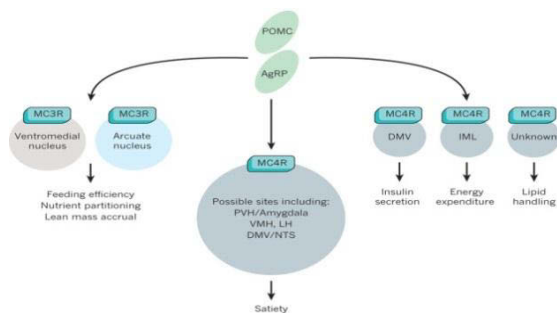 POMC
AgRP
MC3R
Ventromedial
nucleus
MC3R
Arcuate
nucleus
Feeding efficiency
Nutrient partitioning
Lean mass accrual
MC4R
Possible sites including:
PVH/Amygdala
VMH, LH
DMV/NTS
Satiety
MC4R
DMV
Insulin
secretion
MC4R
IML
Energy
expenditure
MC4R
Unknown
Lipid
handling